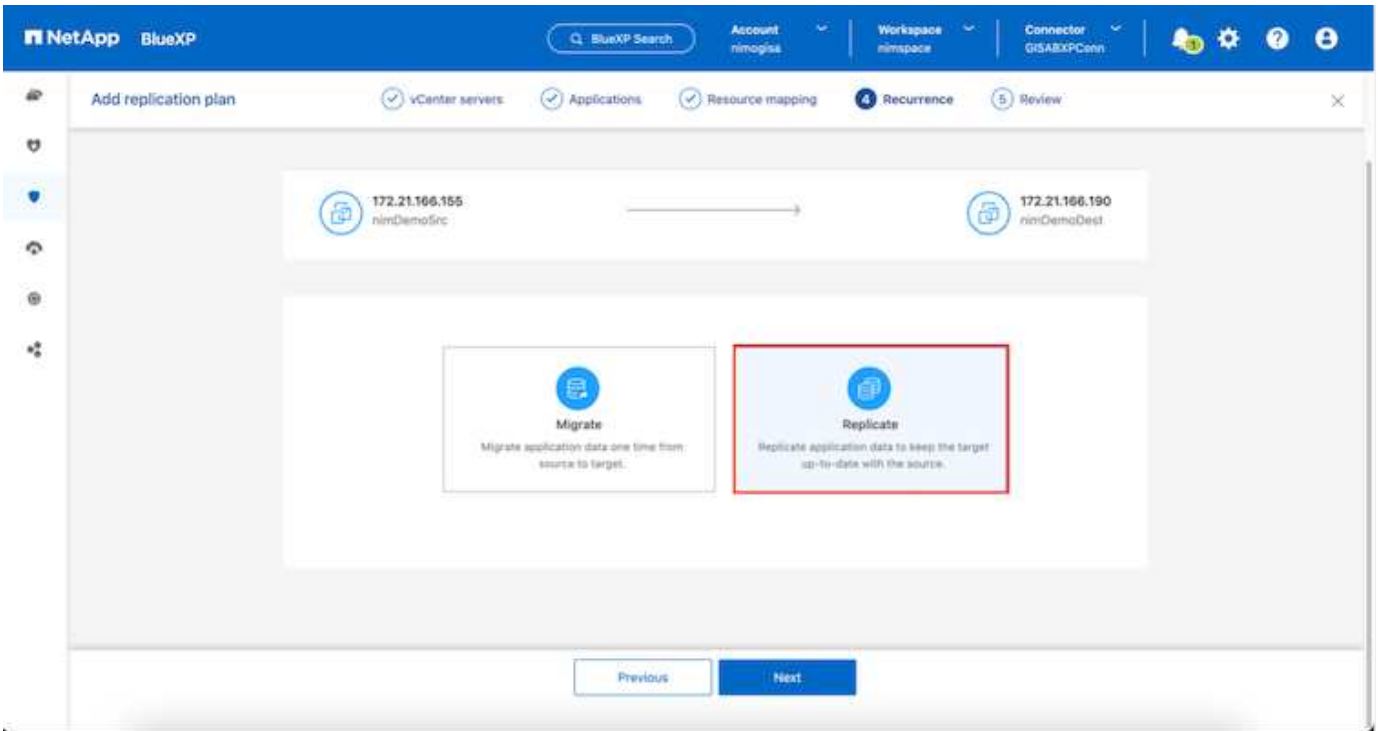 NetApp BlueXP
BlueXP Search
Account
nimogisa
Workspace
nimspace
Connector
GISABXPConn
1
Add replication plan
vCenter servers
Applications
Resource mapping
4 Recurrence
5 Review
172.21.166.155
nimDemoSrc
172.21.166.190
nimDemoDest
Migrate
Migrate application data one time from
source to target.
Replicate
Replicate application data to keep the target
up-to-date with the source.
Previous
Next